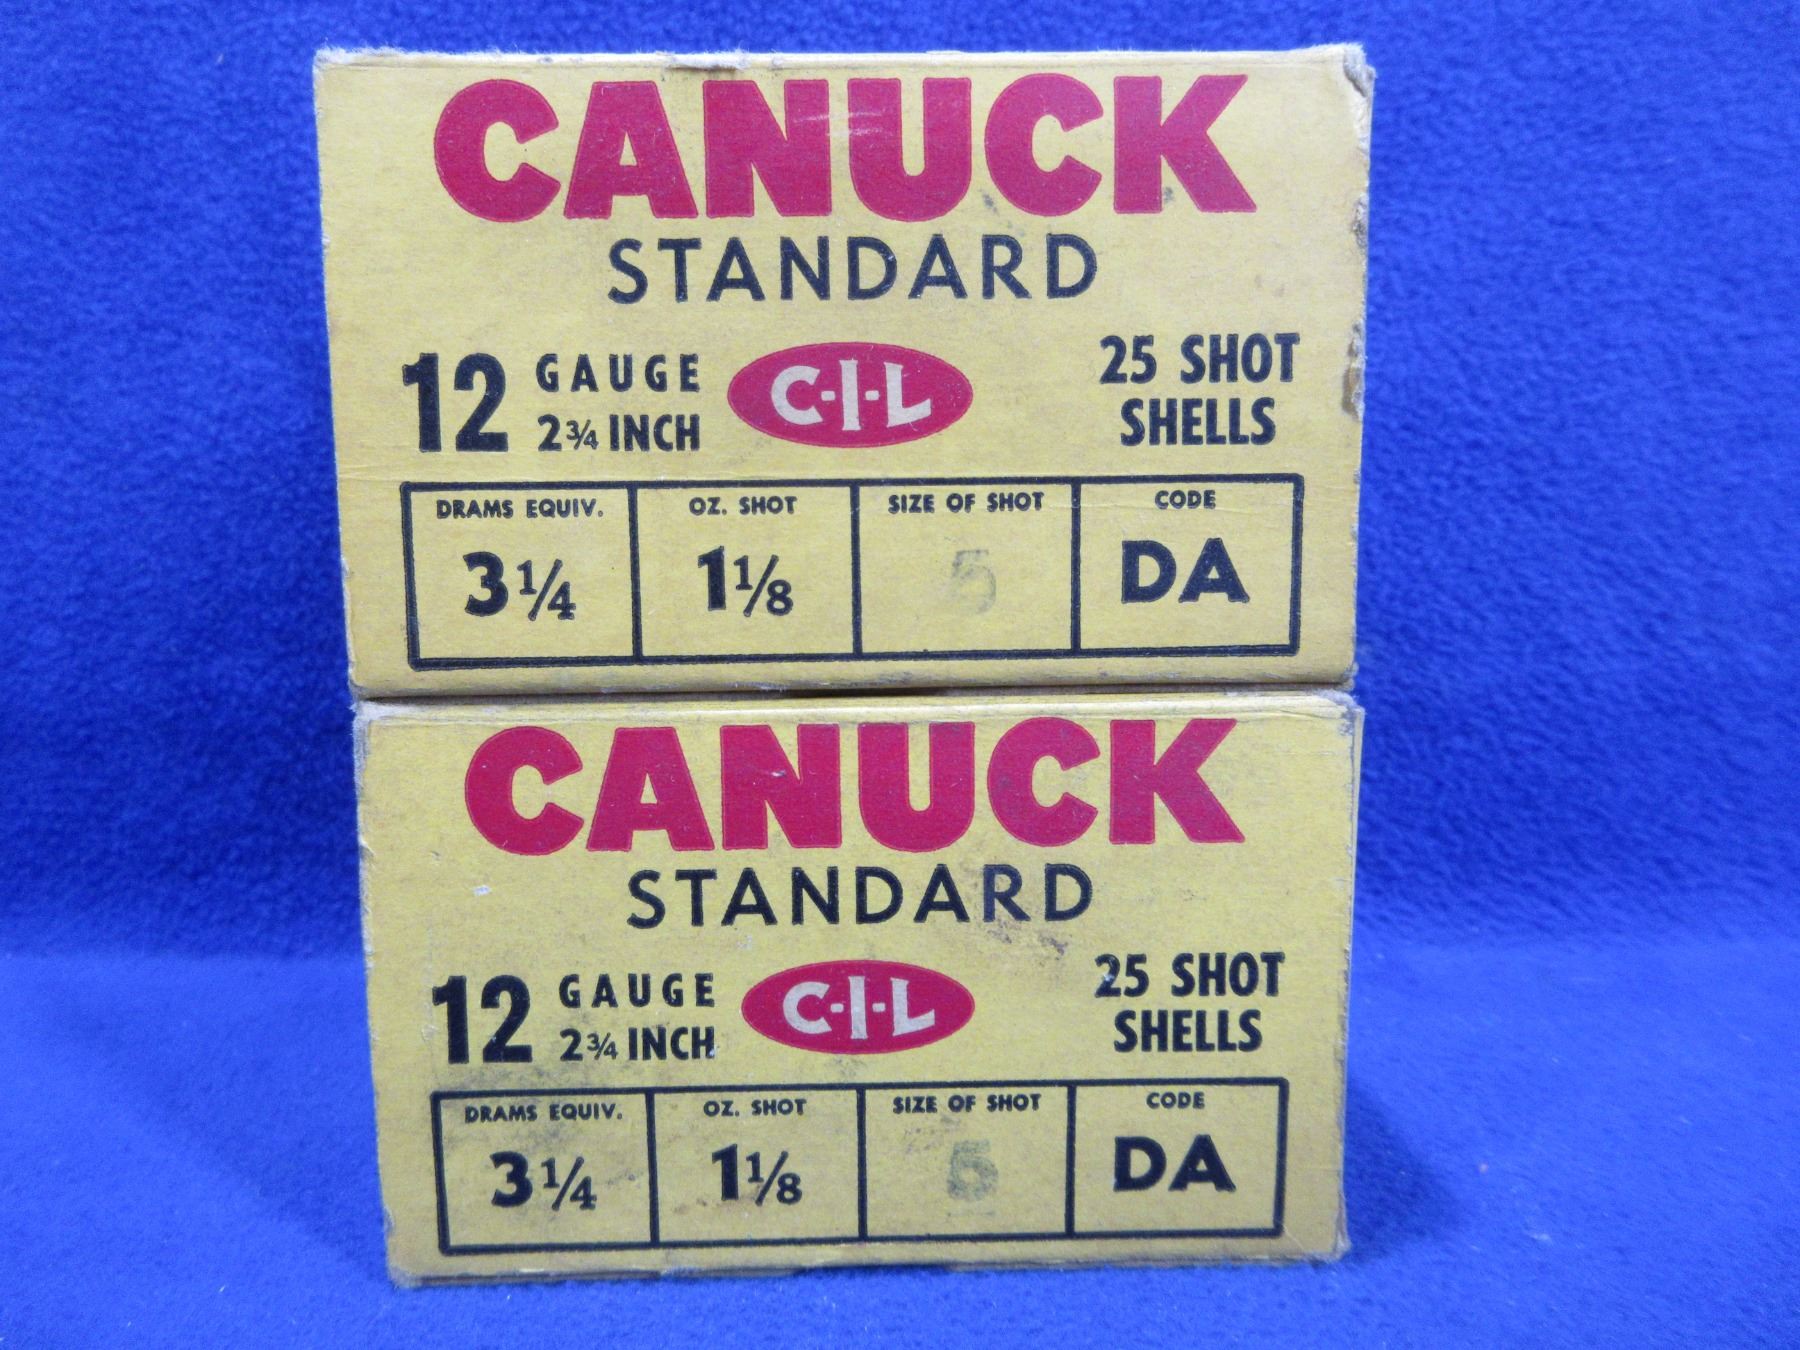 CANUCK
STANDARD
12 GAUGE 2¾ INCH
C-I-L
25 SHOT SHELLS
DRAMS EQUIV. OZ. SHOT SIZE OF SHOT CODE
3¼ 1⅛ 5 DA
CANUCK
STANDARD
12 GAUGE 2¾ INCH
C-I-L
25 SHOT SHELLS
DRAMS EQUIV. OZ. SHOT SIZE OF SHOT CODE
3¼ 1⅛ 5 DA